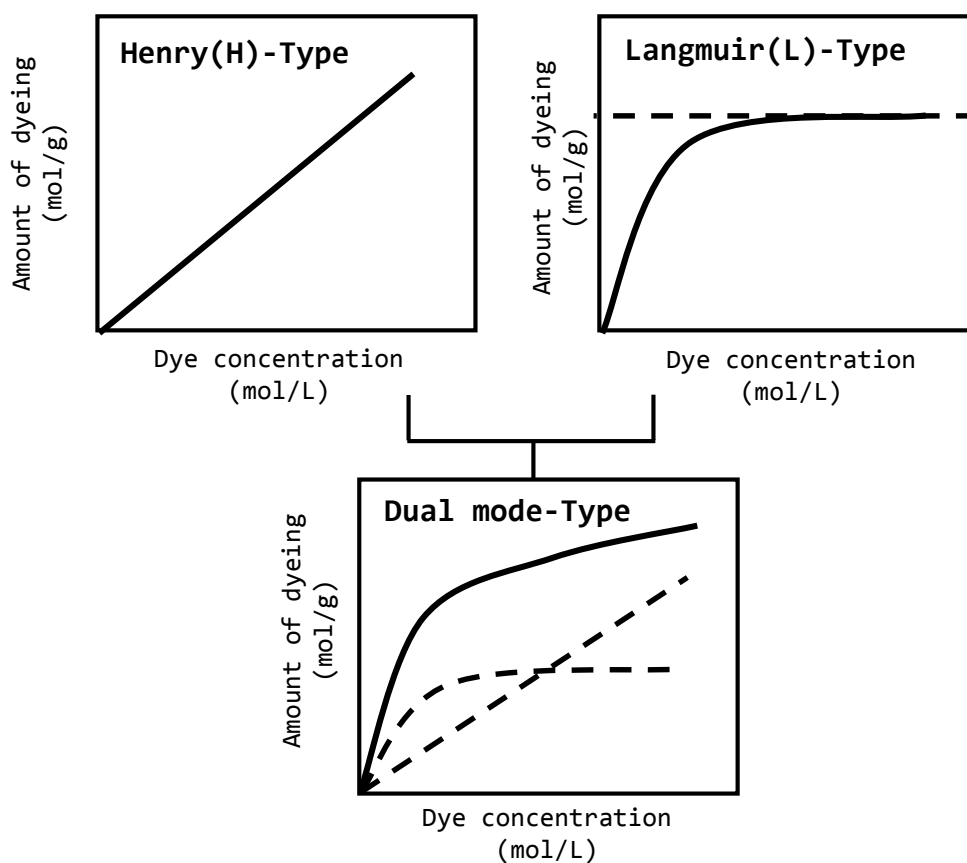 Henry(H)-Type
Amount of dyeing
(mol/g)
Dye concentration
(mol/L)
Langmuir(L)-Type
Amount of dyeing
(mol/g)
Dye concentration
(mol/L)
Dual mode-Type
Amount of dyeing
(mol/g)
Dye concentration
(mol/L)